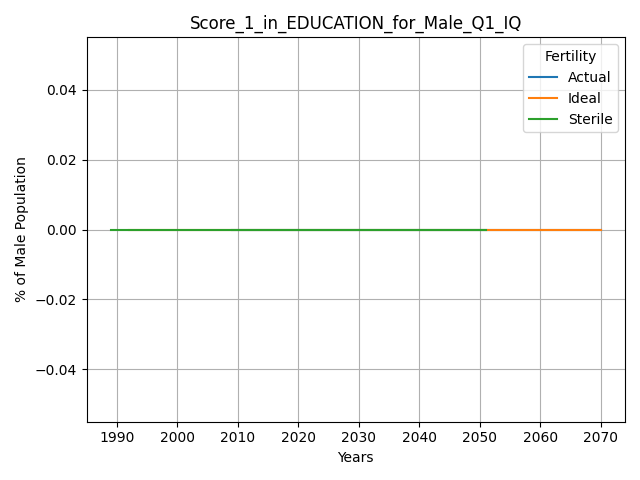 Score_1_in_EDUCATION_for_Male_Q1_IQ
Fertility
Actual
Ideal
Sterile
% of Male Population
0.04
0.02
0.00
−0.02
−0.04
1990 2000 2010 2020 2030 2040 2050 2060 2070
Years